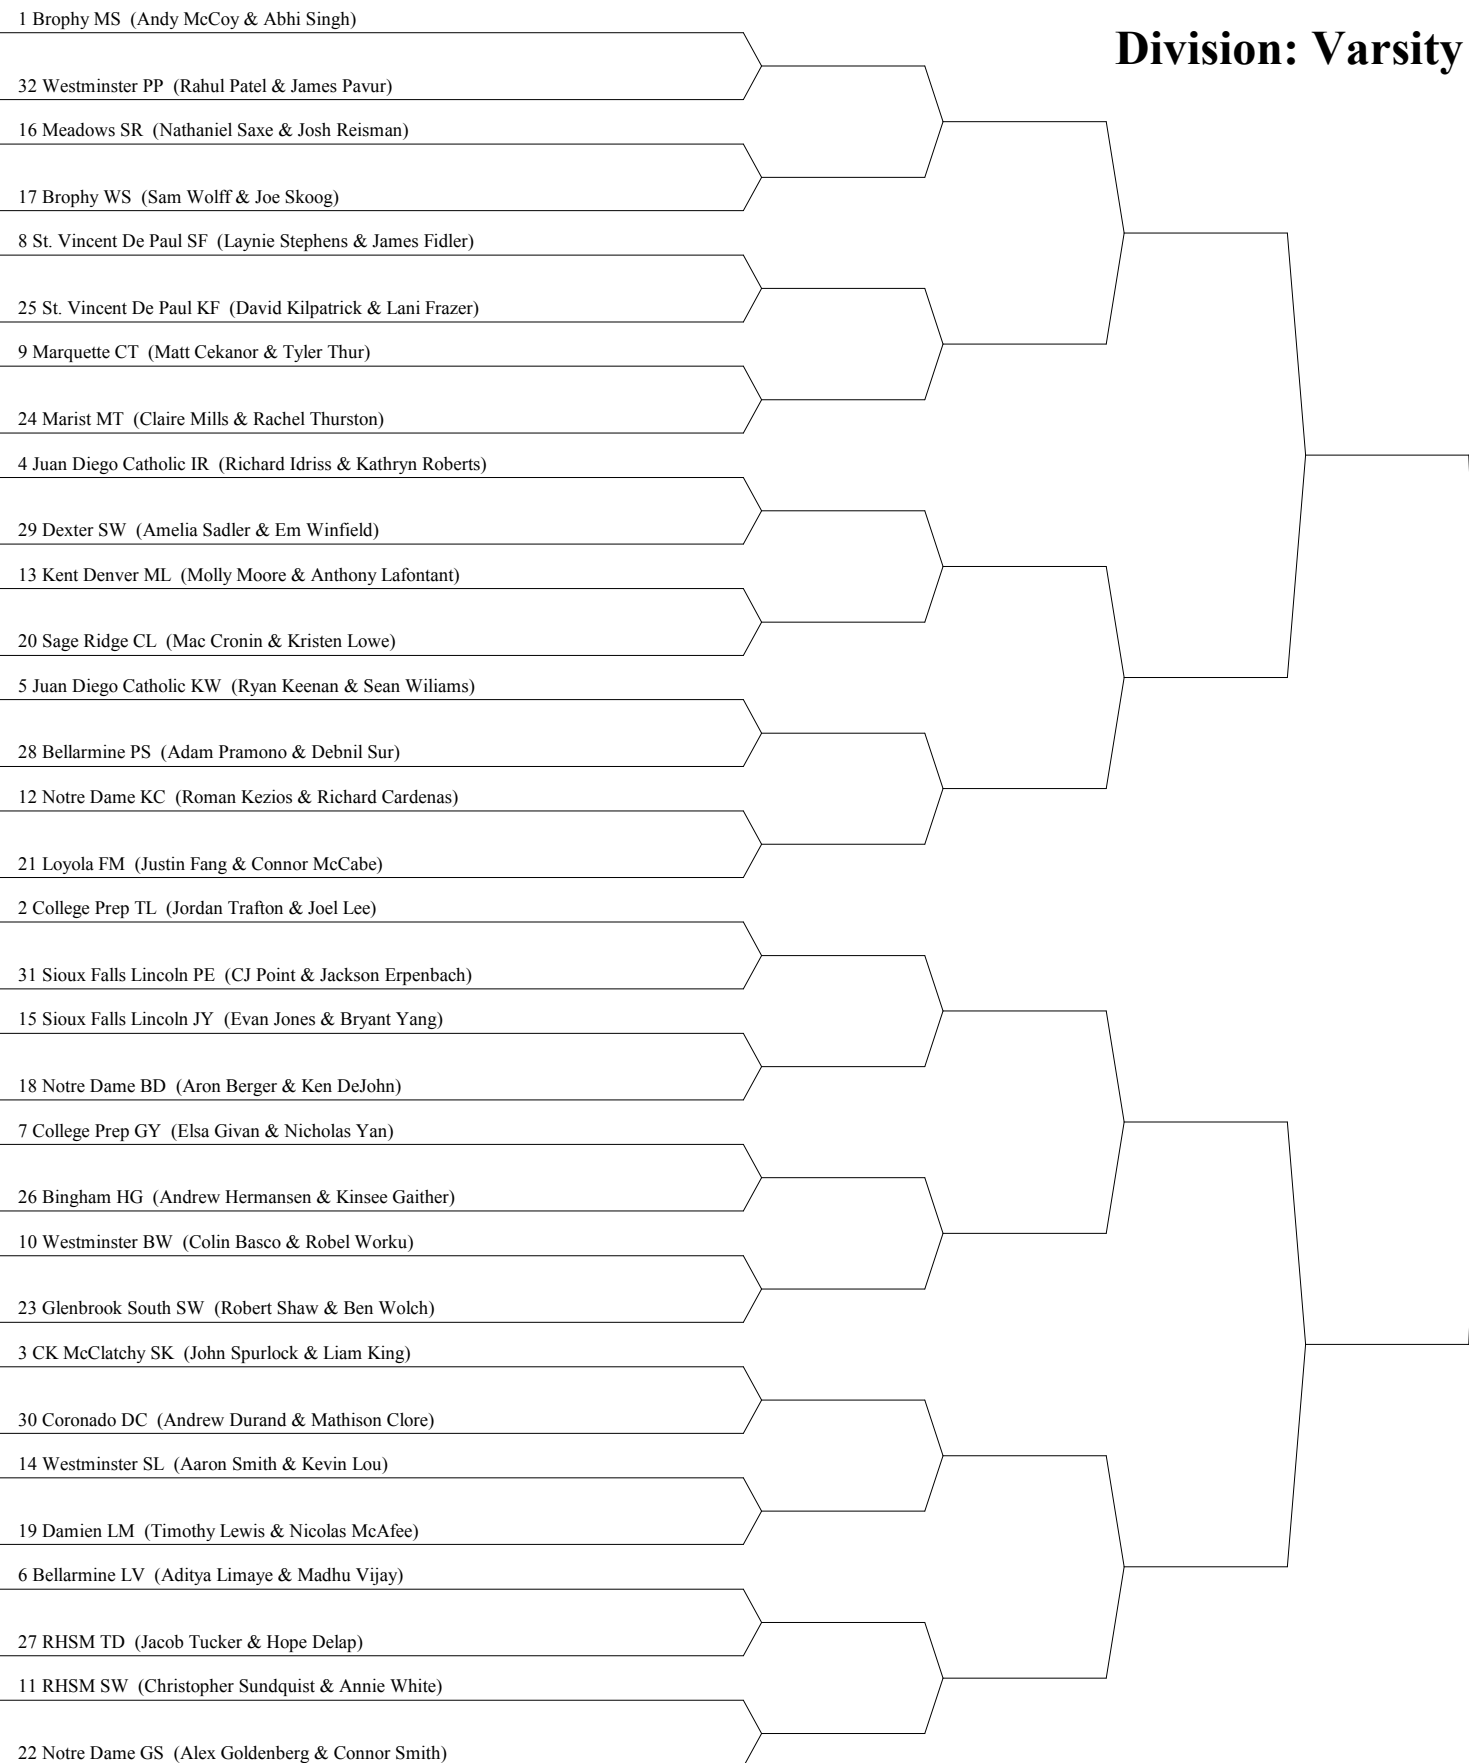 Division: Varsity
1 Brophy MS (Andy McCoy & Abhi Singh)
32 Westminster PP (Rahul Patel & James Pavur)
16 Meadows SR (Nathaniel Saxe & Josh Reisman)
17 Brophy WS (Sam Wolff & Joe Skoog)
8 St. Vincent De Paul SF (Laynie Stephens & James Fidler)
25 St. Vincent De Paul KF (David Kilpatrick & Lani Frazer)
9 Marquette CT (Matt Cekanor & Tyler Thur)
24 Marist MT (Claire Mills & Rachel Thurston)
4 Juan Diego Catholic IR (Richard Idriss & Kathryn Roberts)
29 Dexter SW (Amelia Sadler & Em Winfield)
13 Kent Denver ML (Molly Moore & Anthony Lafontant)
20 Sage Ridge CL (Mac Cronin & Kristen Lowe)
5 Juan Diego Catholic KW (Ryan Keenan & Sean Wiliams)
28 Bellarmine PS (Adam Pramono & Debnil Sur)
12 Notre Dame KC (Roman Kezios & Richard Cardenas)
21 Loyola FM (Justin Fang & Connor McCabe)
2 College Prep TL (Jordan Trafton & Joel Lee)
31 Sioux Falls Lincoln PE (CJ Point & Jackson Erpenbach)
15 Sioux Falls Lincoln JY (Evan Jones & Bryant Yang)
18 Notre Dame BD (Aron Berger & Ken DeJohn)
7 College Prep GY (Elsa Givan & Nicholas Yan)
26 Bingham HG (Andrew Hermansen & Kinsee Gaither)
10 Westminster BW (Colin Basco & Robel Worku)
23 Glenbrook South SW (Robert Shaw & Ben Wolch)
3 CK McClatchy SK (John Spurlock & Liam King)
30 Coronado DC (Andrew Durand & Mathison Clore)
14 Westminster SL (Aaron Smith & Kevin Lou)
19 Damien LM (Timothy Lewis & Nicolas McAfee)
6 Bellarmine LV (Aditya Limaye & Madhu Vijay)
27 RHSM TD (Jacob Tucker & Hope Delap)
11 RHSM SW (Christopher Sundquist & Annie White)
22 Notre Dame GS (Alex Goldenberg & Connor Smith)